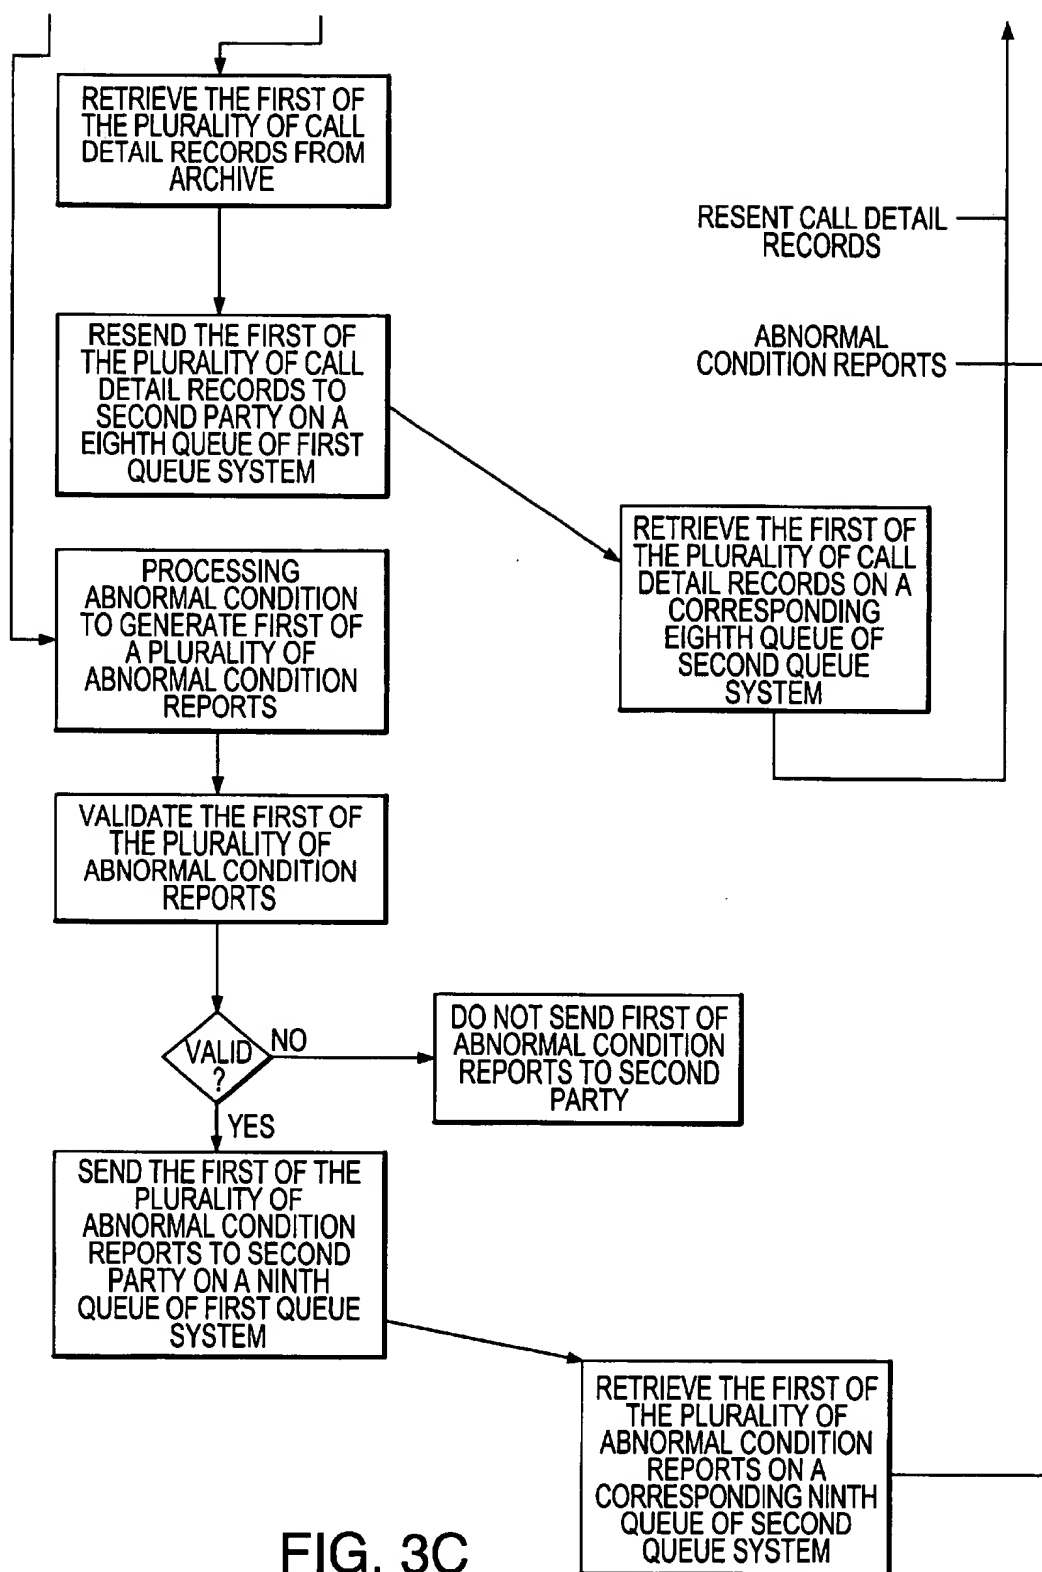 RETRIEVE THE FIRST OF
THE PLURALITY OF CALL
DETAIL RECORDS FROM
ARCHIVE
RESENT CALL DETAIL
RECORDS
RESEND THE FIRST OF
THE PLURALITY OF CALL
DETAIL RECORDS TO
SECOND PARTY ON A
EIGHTH QUEUE OF FIRST
QUEUE SYSTEM
ABNORMAL
CONDITION REPORTS
RETRIEVE THE FIRST OF
THE PLURALITY OF CALL
DETAIL RECORDS ON A
CORRESPONDING
EIGHTH QUEUE OF
SECOND QUEUE
SYSTEM
PROCESSING
ABNORMAL CONDITION
TO GENERATE FIRST OF
A PLURALITY OF
ABNORMAL CONDITION
REPORTS
VALIDATE THE FIRST OF
THE PLURALITY OF
ABNORMAL CONDITION
REPORTS
VALID
?
NO
DO NOT SEND FIRST OF
ABNORMAL CONDITION
REPORTS TO SECOND
PARTY
YES
SEND THE FIRST OF THE
PLURALITY OF
ABNORMAL CONDITION
REPORTS TO SECOND
PARTY ON A NINTH
QUEUE OF FIRST QUEUE
SYSTEM
RETRIEVE THE FIRST OF
THE PLURALITY OF
ABNORMAL CONDITION
REPORTS ON A
CORRESPONDING NINTH
QUEUE OF SECOND
QUEUE SYSTEM
FIG. 3C